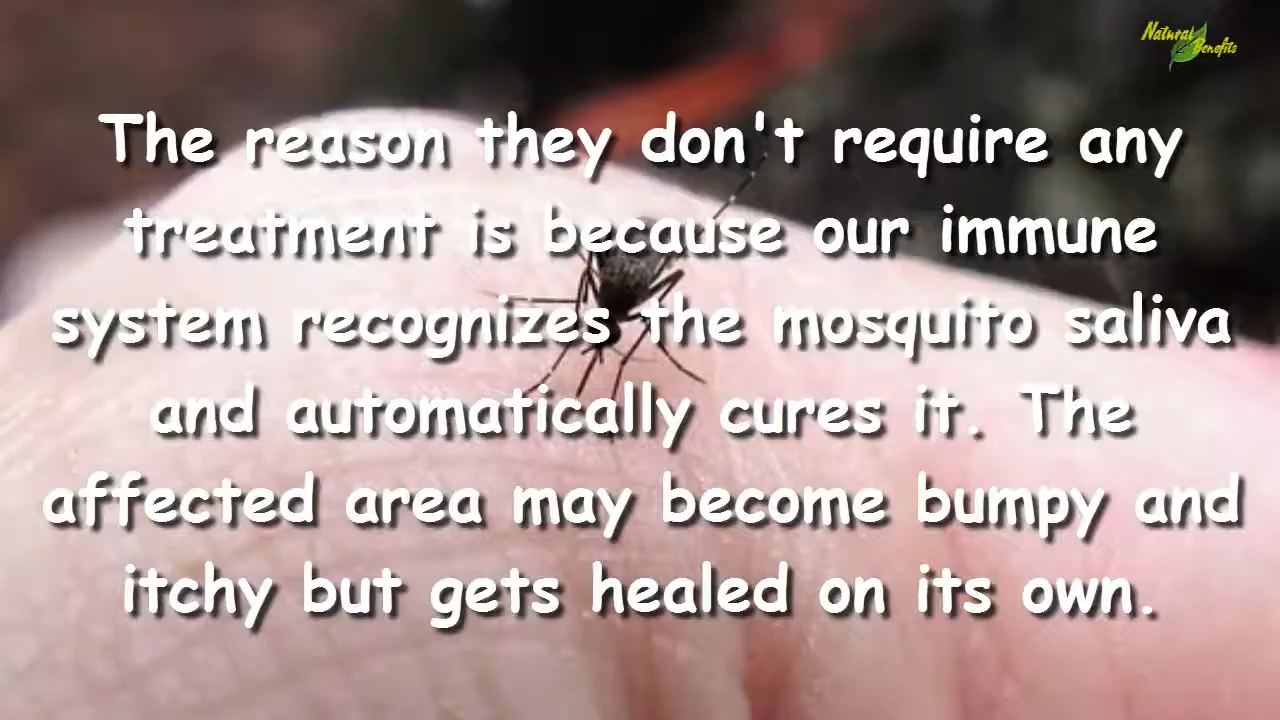 Natural
Benefits
The reason they don't require any
treatment is because our immune
system recognizes the mosquito saliva
and automatically cures it. The
affected area may become bumpy and
itchy but gets healed on its own.